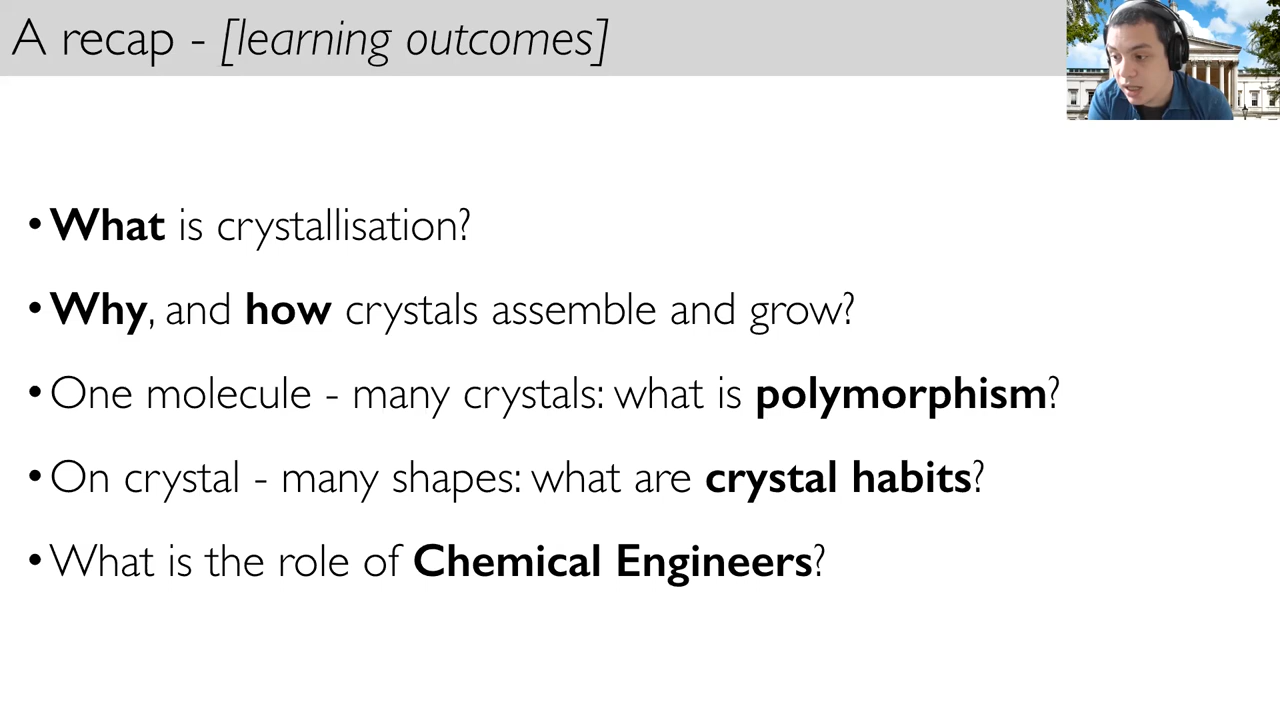 A recap - [learning outcomes]
• What is crystallisation?
• Why, and how crystals assemble and grow?
• One molecule - many crystals: what is polymorphism?
• On crystal - many shapes: what are crystal habits?
• What is the role of Chemical Engineers?